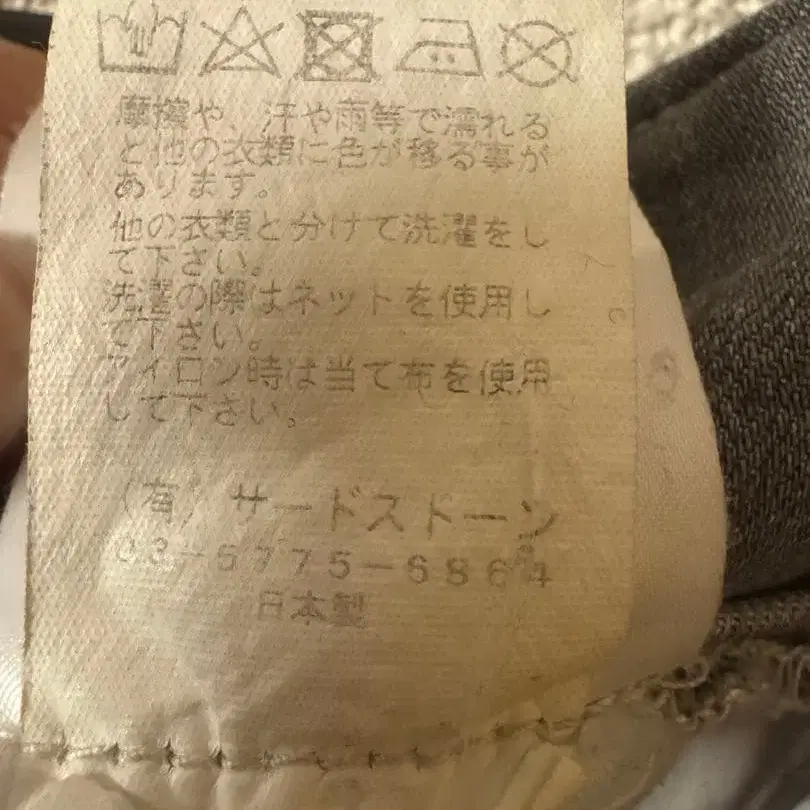 摩擦や、汗や雨等で濡れる
と他の衣類に色が移る事が
あります。
他の衣類と分けて洗濯をし
て下さい。
洗濯の際はネットを使用し
て下さい。
アイロン時は当て布を使用
して下さい。
(有)サードストーン
03-5775-6864
日本製